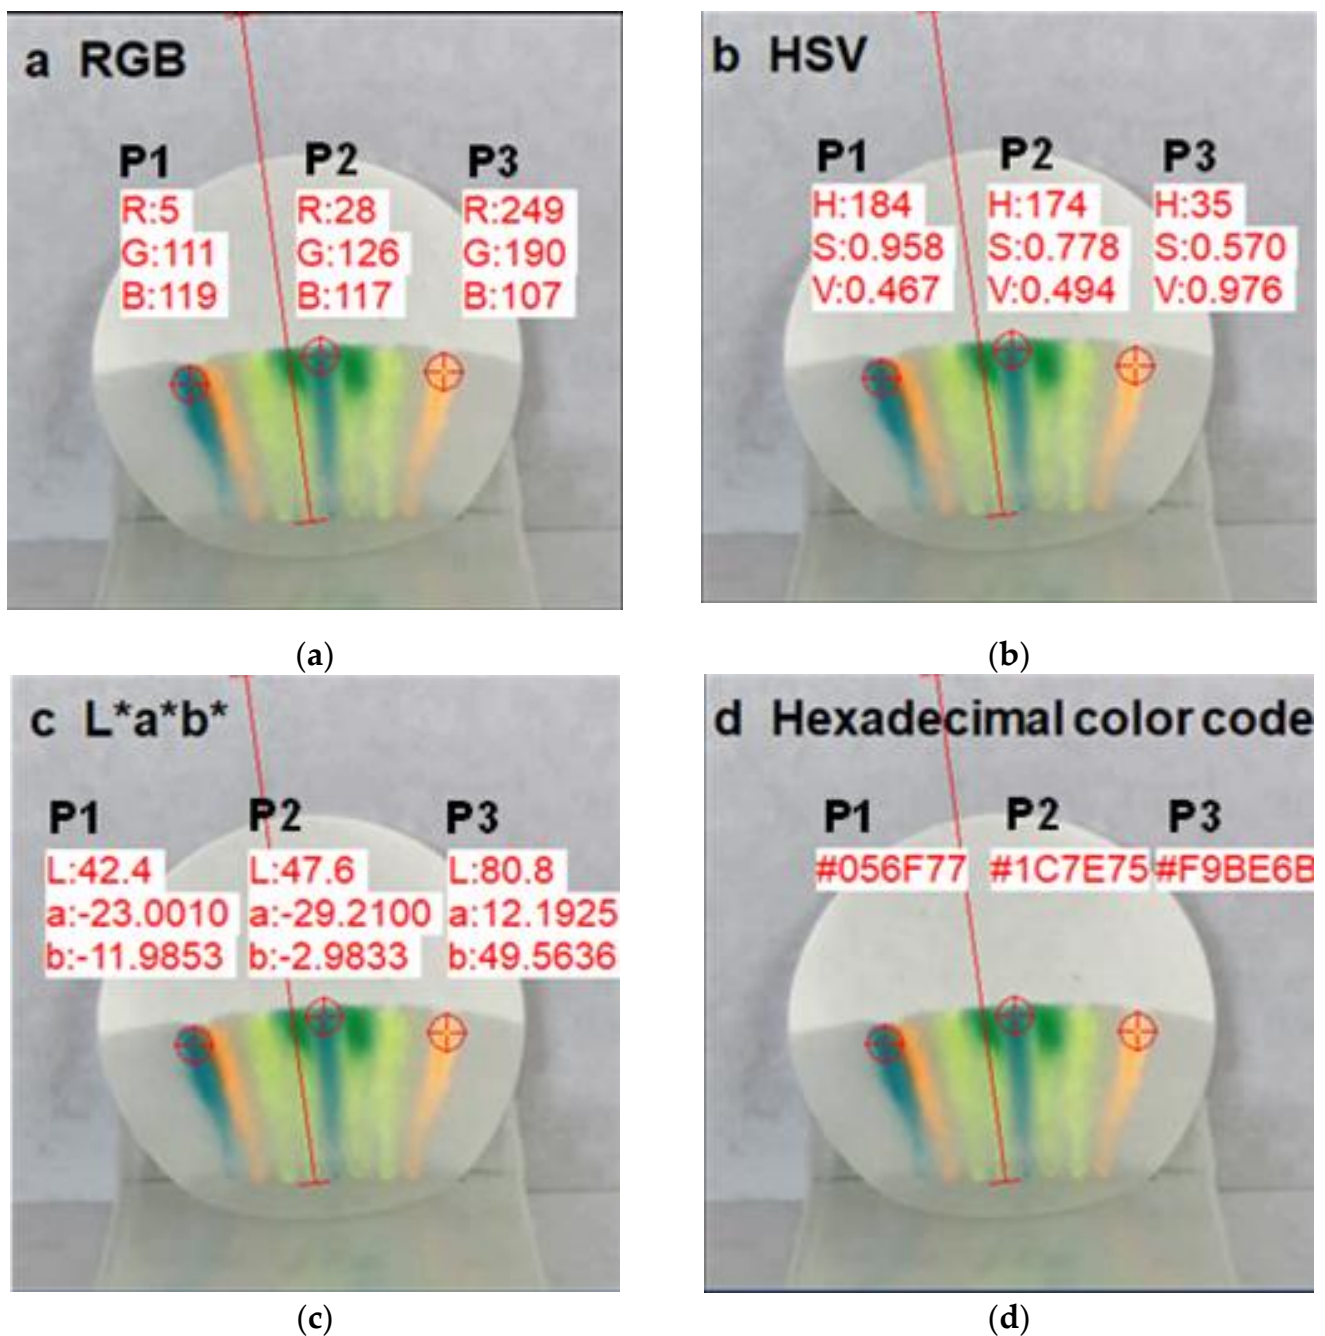 a RGB
P1 P2 P3
R:5 R:28 R:249
G:111 G:126 G:190
B:119 B:117 B:107
(a)
b HSV
P1 P2 P3
H:184 H:174 H:35
S:0.958 S:0.778 S:0.570
V:0.467 V:0.494 V:0.976
(b)
c L*a*b*
P1 P2 P3
L:42.4 L:47.6 L:80.8
a:-23.0010 a:-29.2100 a:12.1925
b:-11.9853 b:-2.9833 b:49.5636
(c)
d Hexadecimal color code
P1 P2 P3
#056F77 #1C7E75 #F9BE6B
(d)